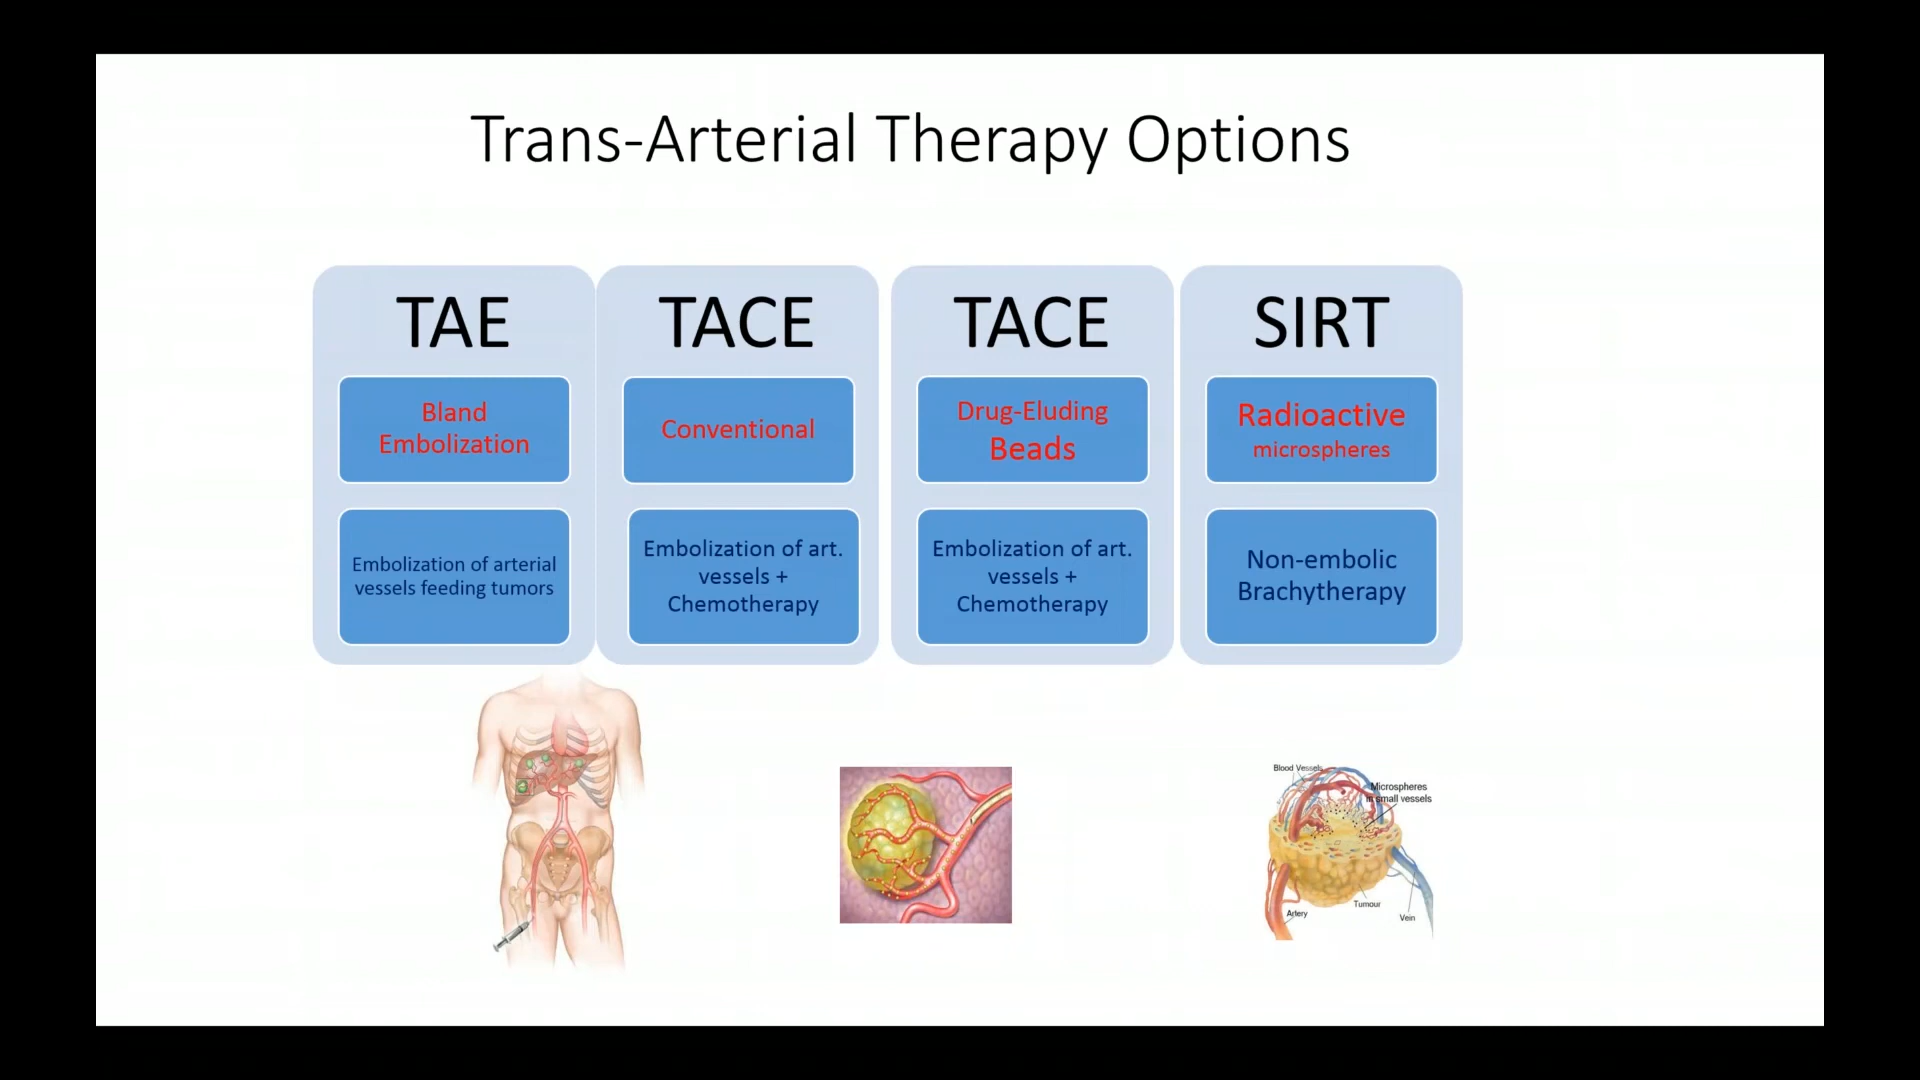 Trans-Arterial Therapy Options
TAE
Bland
Embolization
Embolization of arterial
vessels feeding tumors
TACE
Conventional
Embolization of art.
vessels +
Chemotherapy
TACE
Drug-Eluding
Beads
Embolization of art.
vessels +
Chemotherapy
SIRT
Radioactive
microspheres
Non-embolic
Brachytherapy
Blood Vessels
Microspheres
in small vessels
Tumour
Artery
Vein